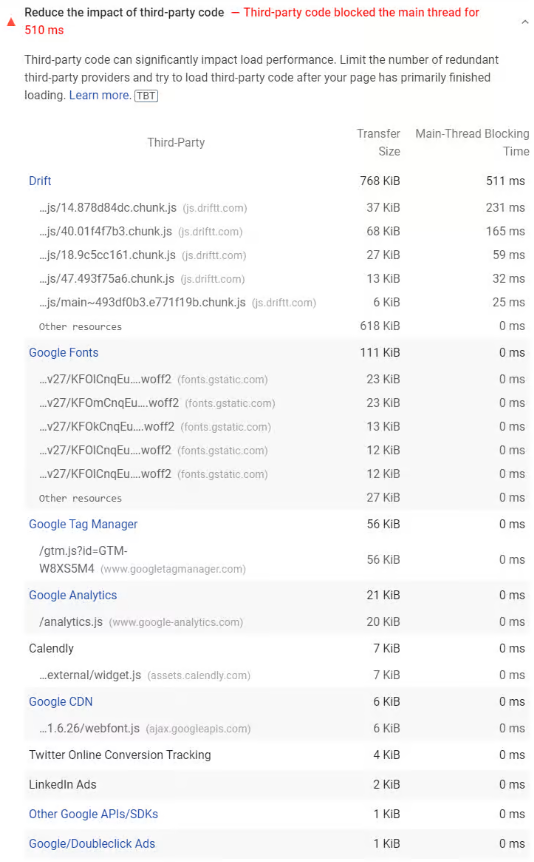 Reduce the impact of third-party code — Third-party code blocked the main thread for
510 ms
Third-party code can significantly impact load performance. Limit the number of redundant
third-party providers and try to load third-party code after your page has primarily finished
loading. Learn more. TBT
Third-Party Transfer Size Main-Thread Blocking Time
Drift 768 KiB 511 ms
…js/14.878d84dc.chunk.js (js.driftt.com) 37 KiB 231 ms
…js/40.01f4f7b3.chunk.js (js.driftt.com) 68 KiB 165 ms
…js/18.9c5cc161.chunk.js (js.driftt.com) 27 KiB 59 ms
…js/47.493f75a6.chunk.js (js.driftt.com) 13 KiB 32 ms
…js/main~493df0b3.e771f19b.chunk.js (js.driftt.com) 6 KiB 25 ms
Other resources 618 KiB 0 ms
Google Fonts 111 KiB 0 ms
…v27/KFOlCnqEu….woff2 (fonts.gstatic.com) 23 KiB 0 ms
…v27/KFOmCnqEu….woff2 (fonts.gstatic.com) 23 KiB 0 ms
…v27/KFOkCnqEu….woff2 (fonts.gstatic.com) 13 KiB 0 ms
…v27/KFOlCnqEu….woff2 (fonts.gstatic.com) 12 KiB 0 ms
…v27/KFOlCnqEu….woff2 (fonts.gstatic.com) 12 KiB 0 ms
Other resources 27 KiB 0 ms
Google Tag Manager 56 KiB 0 ms
/gtm.js?id=GTM-
W8XS5M4 (www.googletagmanager.com) 56 KiB 0 ms
Google Analytics 21 KiB 0 ms
/analytics.js (www.google-analytics.com) 20 KiB 0 ms
Calendly 7 KiB 0 ms
…external/widget.js (assets.calendly.com) 7 KiB 0 ms
Google CDN 6 KiB 0 ms
…1.6.26/webfont.js (ajax.googleapis.com) 6 KiB 0 ms
Twitter Online Conversion Tracking 4 KiB 0 ms
LinkedIn Ads 2 KiB 0 ms
Other Google APIs/SDKs 1 KiB 0 ms
Google/Doubleclick Ads 1 KiB 0 ms